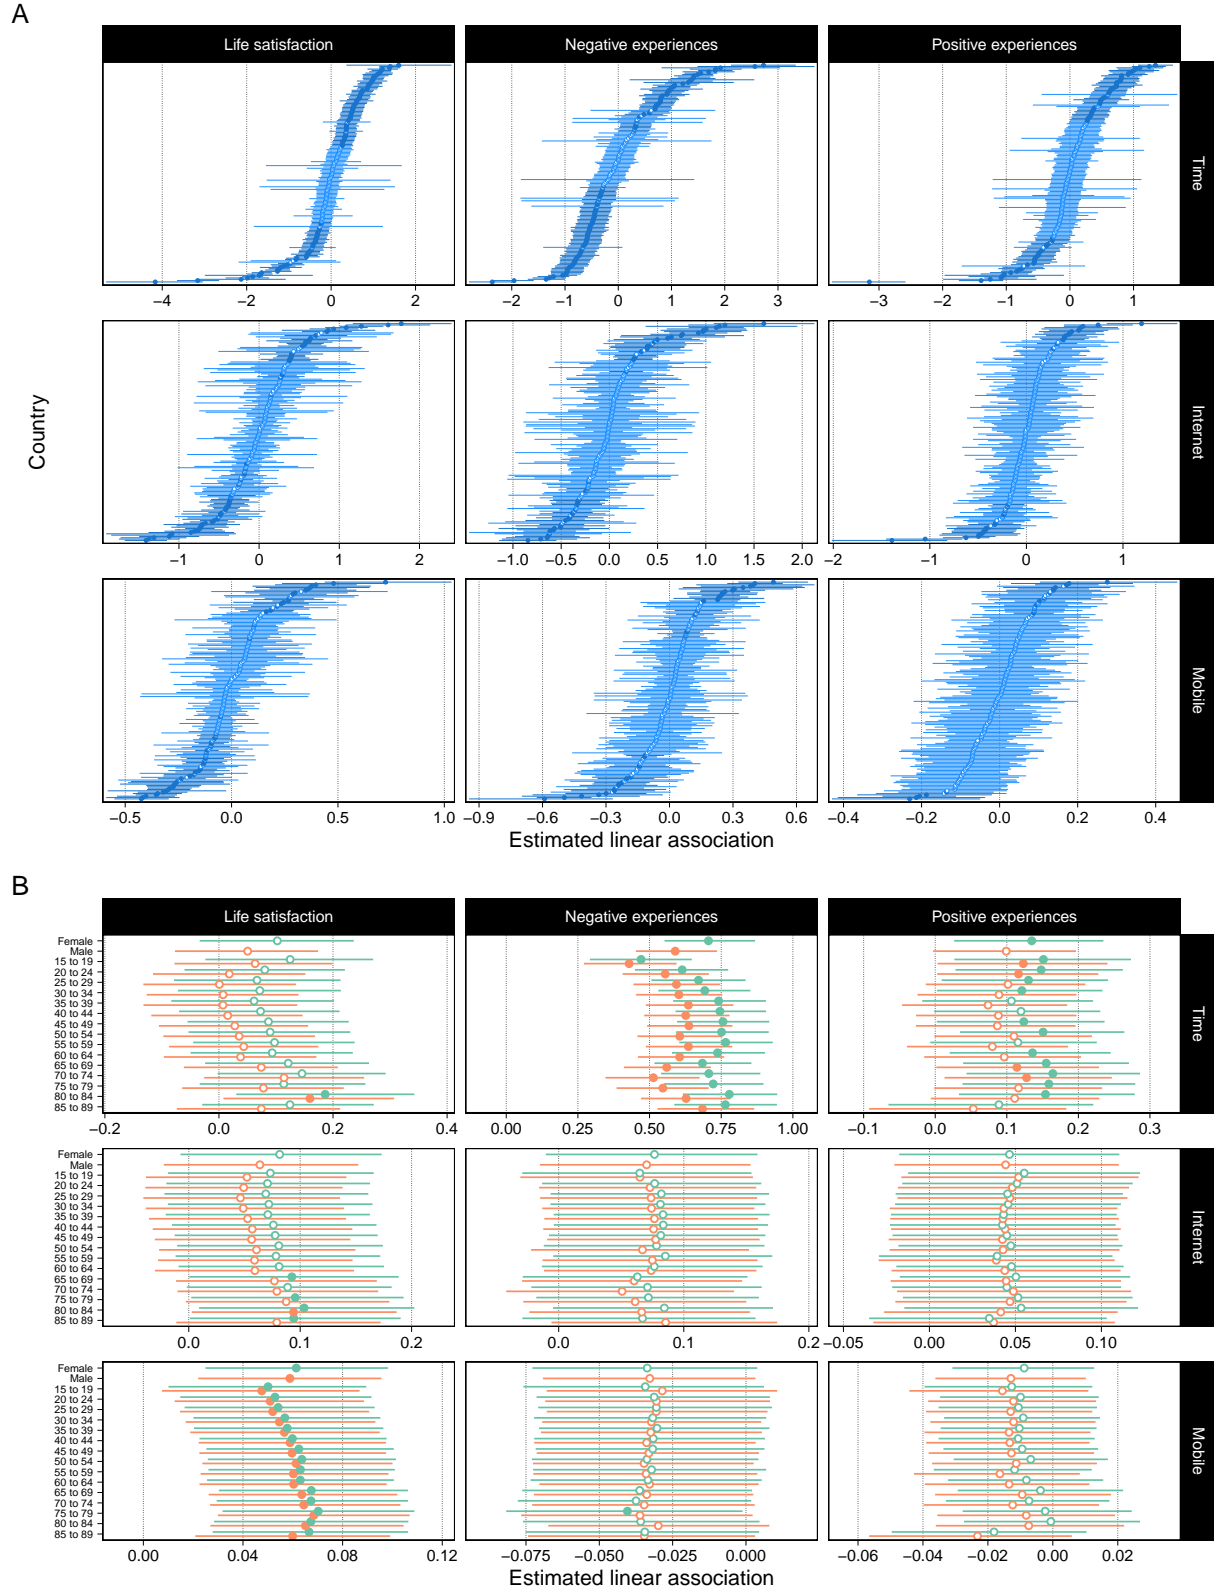 A
Life satisfaction
Negative experiences
Positive experiences
Time
−4 −2 0 2
−2 −1 0 1 2 3
−3 −2 −1 0 1
Country
Internet
−1 0 1 2
−1.0 −0.5 0.0 0.5 1.0 1.5 2.0
−2 −1 0 1
Mobile
−0.5 0.0 0.5 1.0
−0.9 −0.6 −0.3 0.0 0.3 0.6
−0.4 −0.2 0.0 0.2 0.4
Estimated linear association
B
Life satisfaction
Negative experiences
Positive experiences
Female
Male
15 to 19
20 to 24
25 to 29
30 to 34
35 to 39
40 to 44
45 to 49
50 to 54
55 to 59
60 to 64
65 to 69
70 to 74
75 to 79
80 to 84
85 to 89
Time
−0.2 0.0 0.2 0.4
0.00 0.25 0.50 0.75 1.00
−0.1 0.0 0.1 0.2 0.3
Female
Male
15 to 19
20 to 24
25 to 29
30 to 34
35 to 39
40 to 44
45 to 49
50 to 54
55 to 59
60 to 64
65 to 69
70 to 74
75 to 79
80 to 84
85 to 89
Internet
0.0 0.1 0.2
0.0 0.1 0.2
−0.05 0.00 0.05 0.10
Female
Male
15 to 19
20 to 24
25 to 29
30 to 34
35 to 39
40 to 44
45 to 49
50 to 54
55 to 59
60 to 64
65 to 69
70 to 74
75 to 79
80 to 84
85 to 89
Mobile
0.00 0.04 0.08 0.12
−0.075 −0.050 −0.025 0.000
−0.06 −0.04 −0.02 0.00 0.02
Estimated linear association